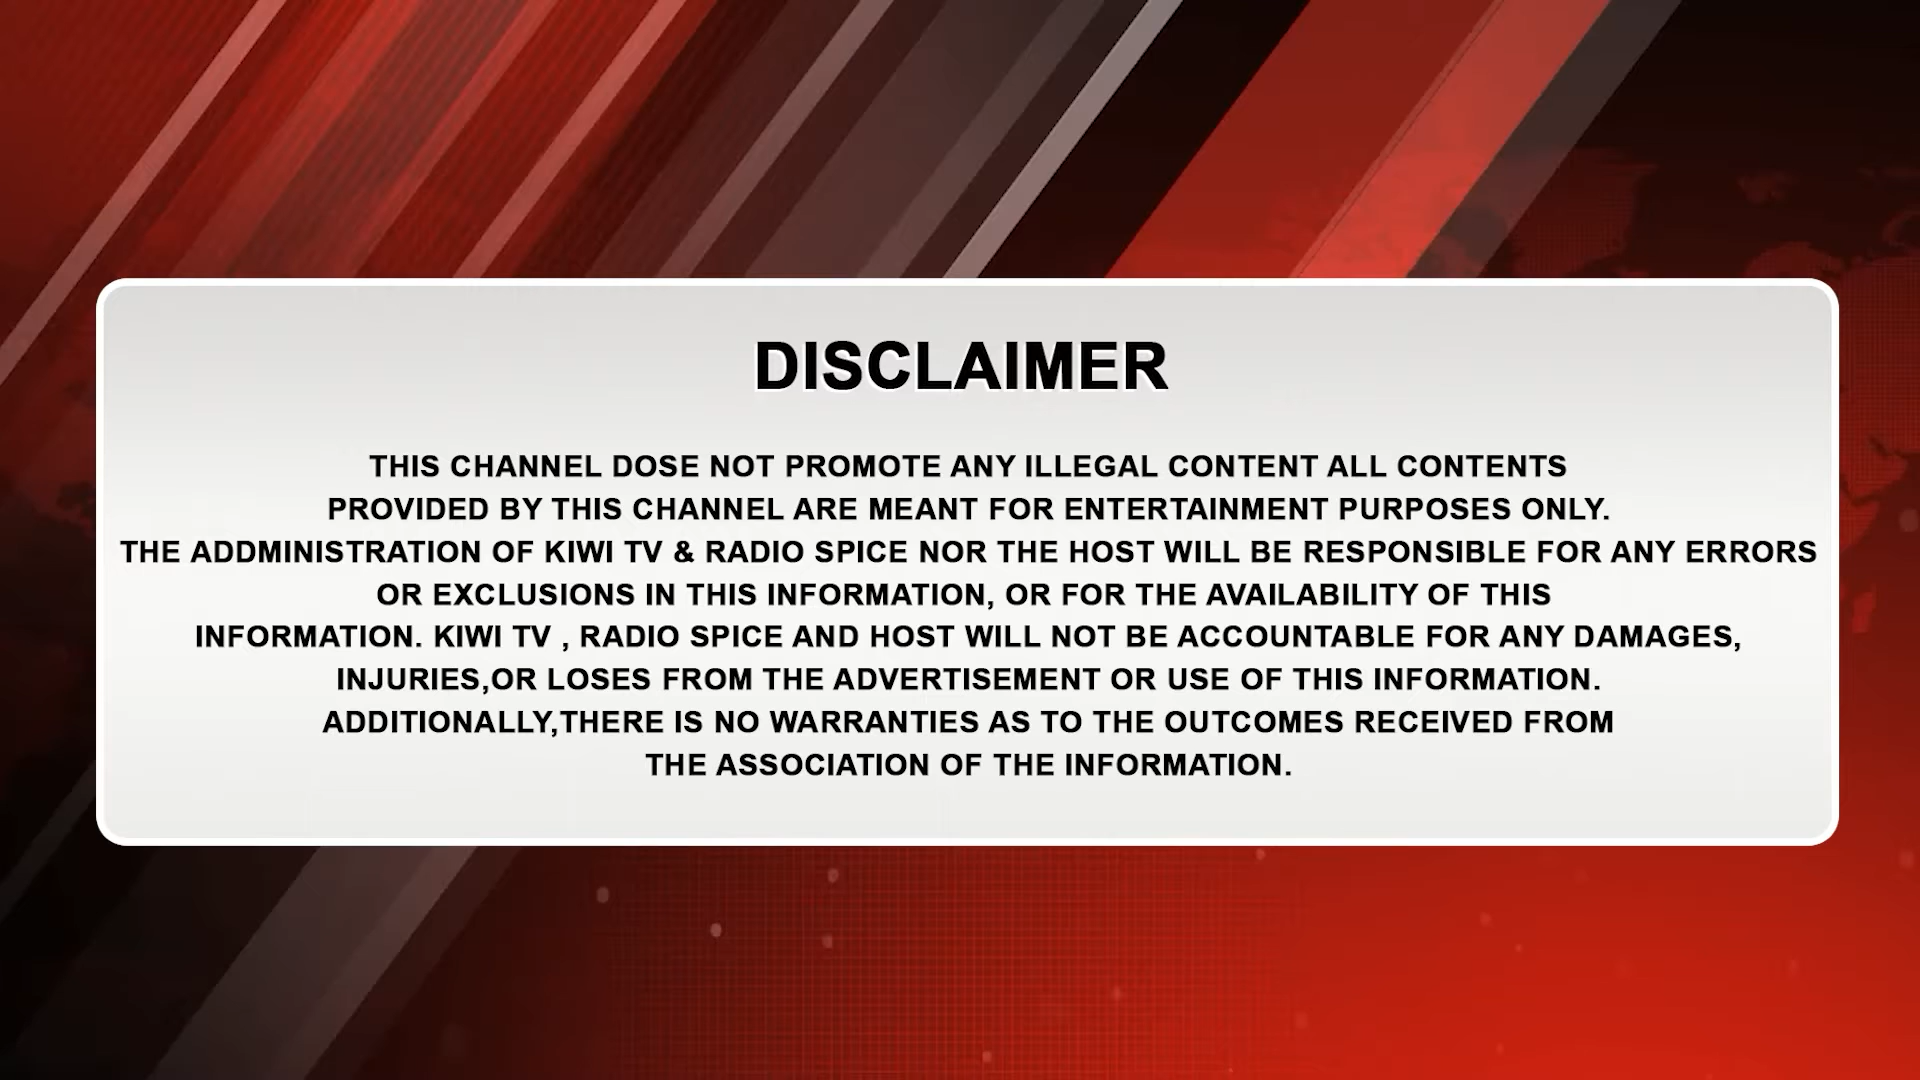 DISCLAIMER
THIS CHANNEL DOSE NOT PROMOTE ANY ILLEGAL CONTENT ALL CONTENTS
PROVIDED BY THIS CHANNEL ARE MEANT FOR ENTERTAINMENT PURPOSES ONLY.
THE ADDMINISTRATION OF KIWI TV & RADIO SPICE NOR THE HOST WILL BE RESPONSIBLE FOR ANY ERRORS
OR EXCLUSIONS IN THIS INFORMATION, OR FOR THE AVAILABILITY OF THIS
INFORMATION. KIWI TV , RADIO SPICE AND HOST WILL NOT BE ACCOUNTABLE FOR ANY DAMAGES,
INJURIES,OR LOSES FROM THE ADVERTISEMENT OR USE OF THIS INFORMATION.
ADDITIONALLY,THERE IS NO WARRANTIES AS TO THE OUTCOMES RECEIVED FROM
THE ASSOCIATION OF THE INFORMATION.